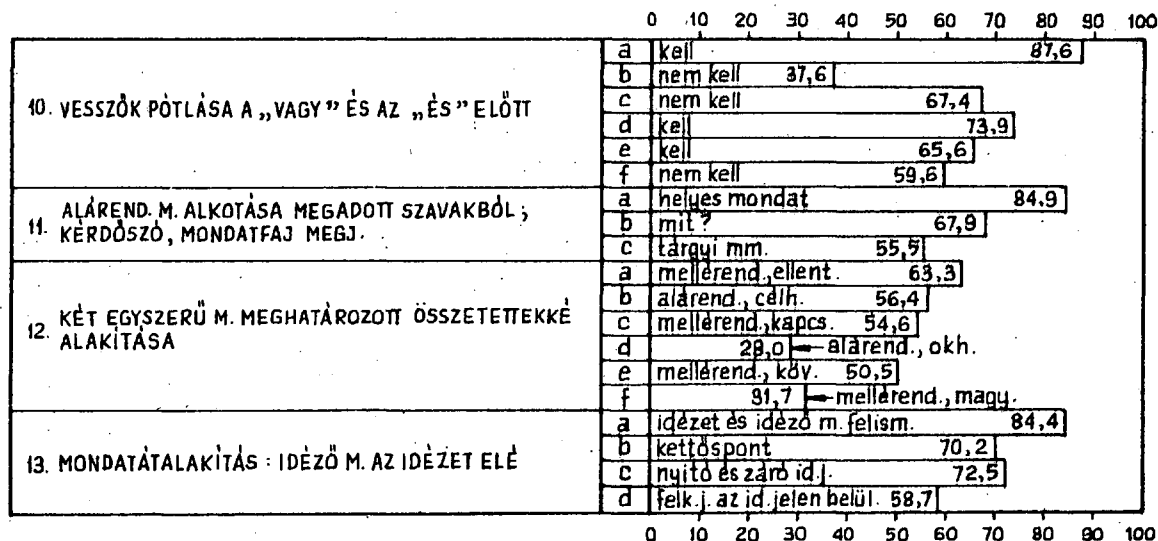 0 10 20 30 40 50 60 70 80 90 100
10. VESSZŐK PÓTLÁSA A „VAGY” ÉS AZ „ÉS” ELŐTT
a kell 87,6
b nem kell 37,6
c nem kell 67,4
d kell 73,9
e kell 65,6
f nem kell 59,6
11. ALÁREND. M. ALKOTÁSA MEGADOTT SZAVAKBÓL;
KÉRDŐSZÓ, MONDATFAJ MEGJ.
a helyes mondat 84,9
b mit? 67,9
c tárgyi mm. 55,5
12. KÉT EGYSZERŰ M. MEGHATÁROZOTT ÖSSZETETTEKKÉ
ALAKÍTÁSA
a mellérend., ellent. 63,3
b alárend., célh. 56,4
c mellérend., kapcs. 54,6
d 29,0 alárend., okh.
e mellérend., köv. 50,5
f 31,7 mellérend., magy.
13. MONDATÁTALAKÍTÁS: IDÉZŐ M. AZ IDÉZET ELÉ
a idézet és idéző m. felism. 84,4
b kettőspont 70,2
c nyitó és záró id. j. 72,5
d felk. j. az id. jelen belül. 58,7
0 10 20 30 40 50 60 70 80 90 100